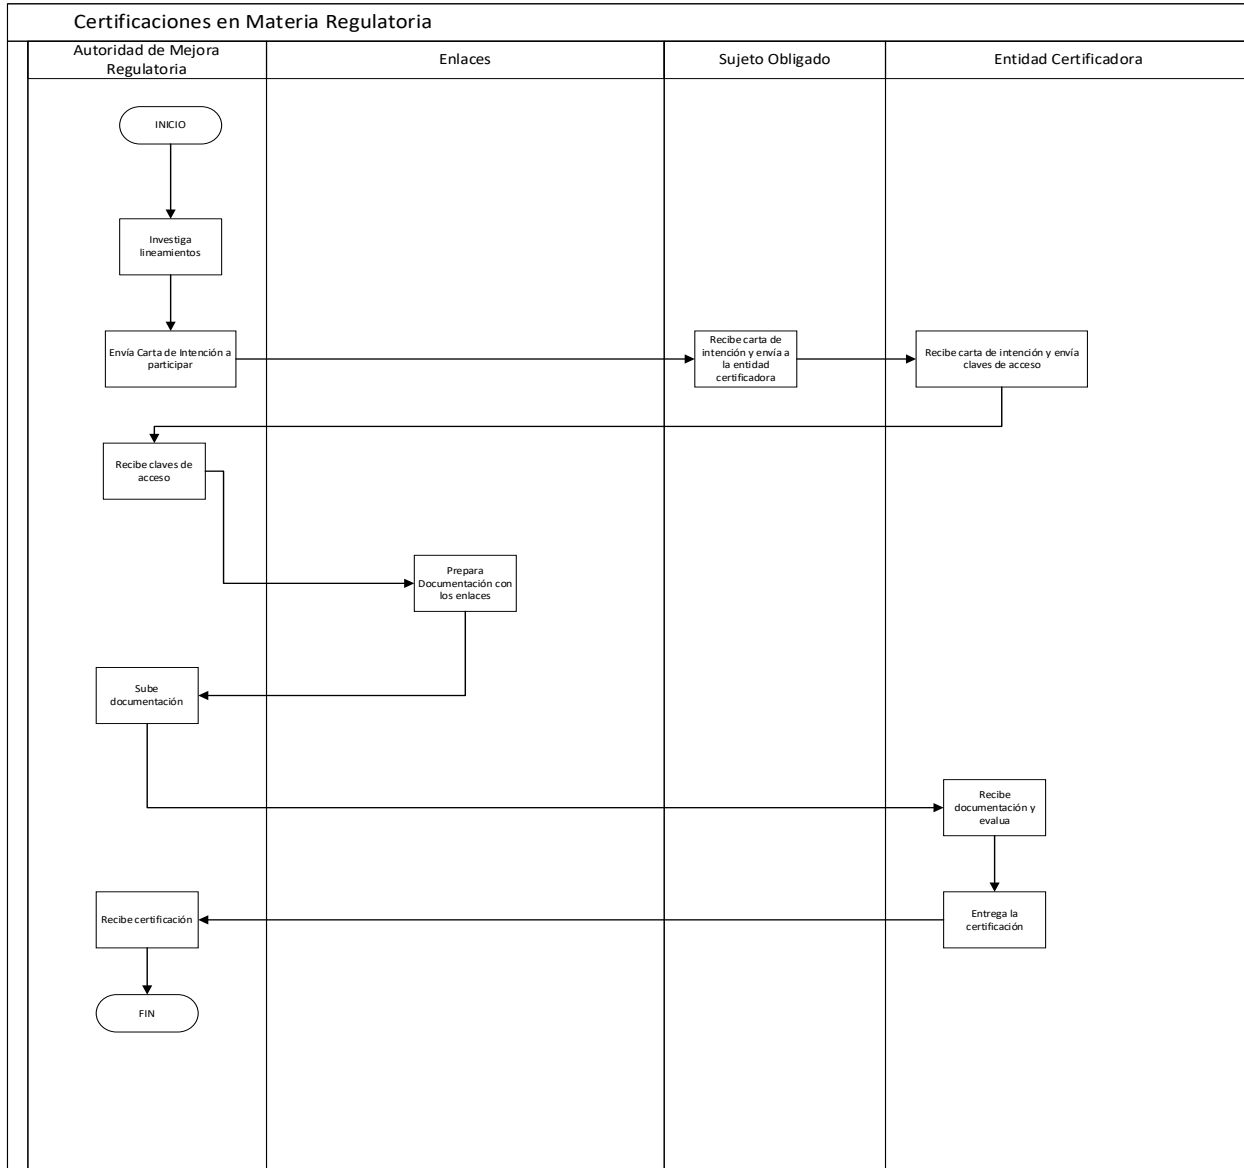 Certificaciones en Materia Regulatoria
Autoridad de Mejora
Regulatoria
Enlaces
Sujeto Obligado
Entidad Certificadora
INICIO
Investiga
lineamientos
Envía Carta de Intención a
participar
Recibe carta de
intención y envía a
la entidad
certificadora
Recibe carta de intención y envía
claves de acceso
Recibe claves de
acceso
Prepara
Documentación con
los enlaces
Sube
documentación
Recibe
documentación y
evalua
Recibe certificación
Entrega la
certificación
FIN